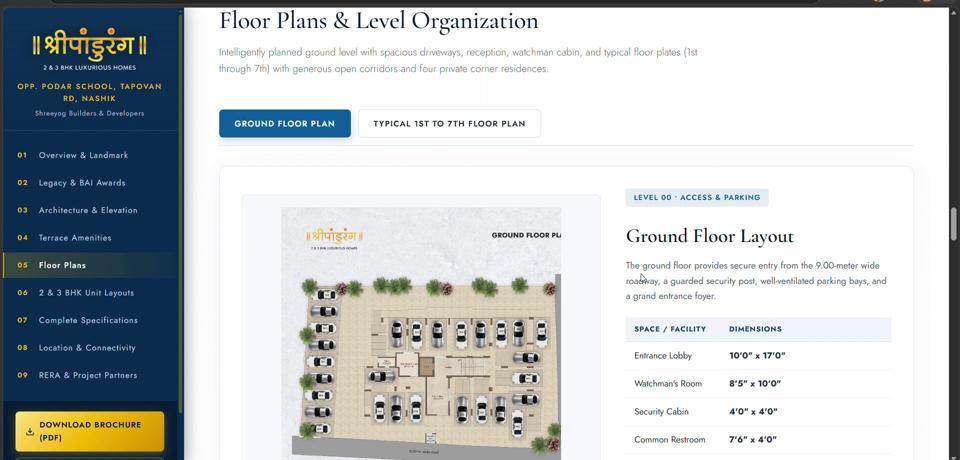 ॥श्रीपांडुरंग॥
2 & 3 BHK LUXURIOUS HOMES
OPP. PODAR SCHOOL, TAPOVAN
RD, NASHIK
Shreeyog Builders & Developers
01 Overview & Landmark
02 Legacy & BAI Awards
03 Architecture & Elevation
04 Terrace Amenities
05 Floor Plans
06 2 & 3 BHK Unit Layouts
07 Complete Specifications
08 Location & Connectivity
09 RERA & Project Partners
DOWNLOAD BROCHURE
(PDF)
Floor Plans & Level Organization
Intelligently planned ground level with spacious driveways, reception, watchman cabin, and typical floor plates (1st
through 7th) with generous open corridors and four private corner residences.
GROUND FLOOR PLAN
TYPICAL 1ST TO 7TH FLOOR PLAN
॥श्रीपांडुरंग॥
2 & 3 BHK LUXURIOUS HOMES
GROUND FLOOR PLA
LEVEL 00 · ACCESS & PARKING
Ground Floor Layout
The ground floor provides secure entry from the 9.00-meter wide
roadway, a guarded security post, well-ventilated parking bays, and
a grand entrance foyer.
SPACE / FACILITY DIMENSIONS
Entrance Lobby 10'0" x 17'0"
Watchman's Room 8'5" x 10'0"
Security Cabin 4'0" x 4'0"
Common Restroom 7'6" x 4'0"